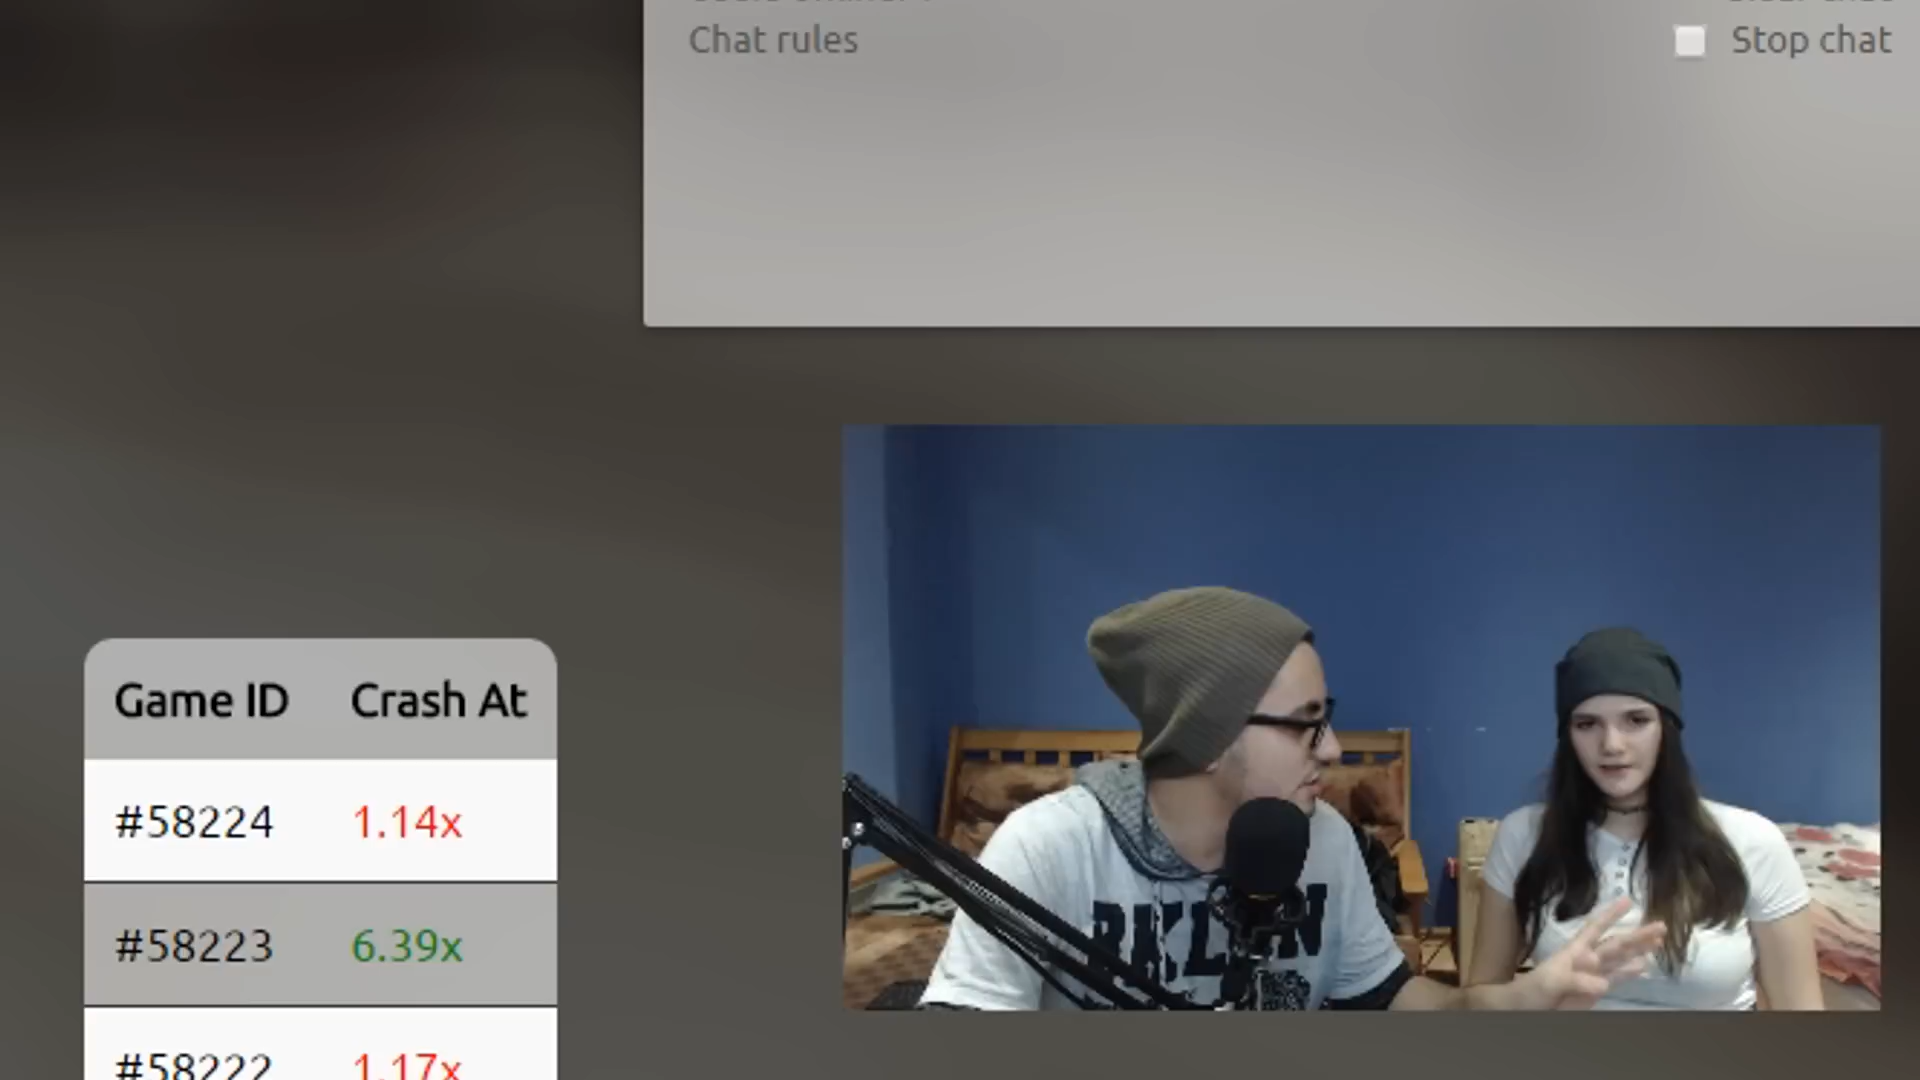 Chat rules
Stop chat
Game ID Crash At
#58224 1.14x
#58223 6.39x
#58222 1.17x